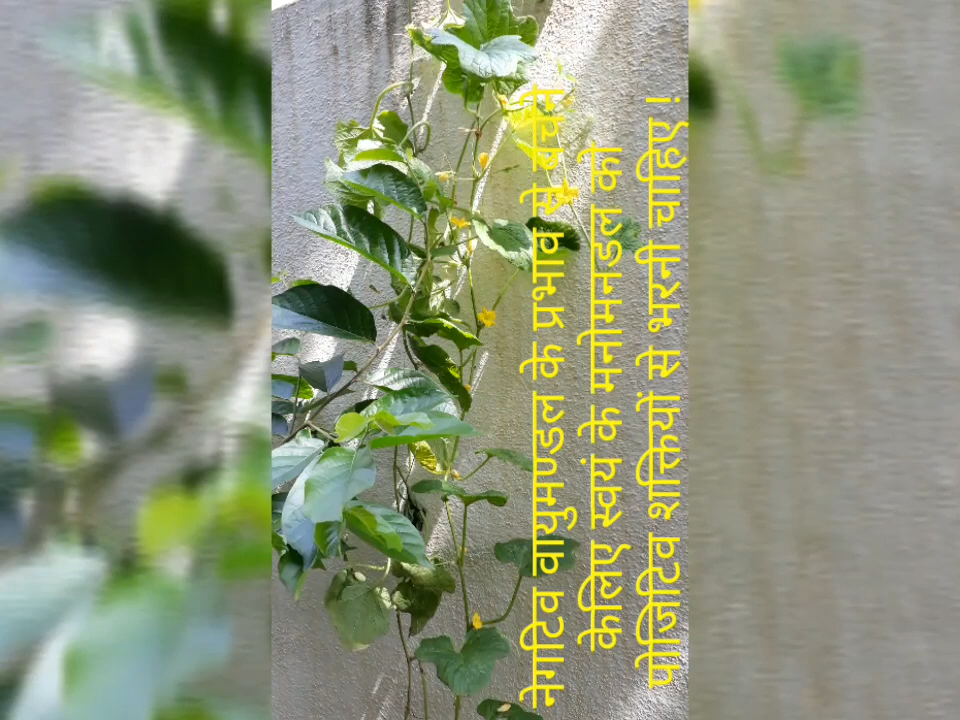 नेगटिव वायुमण्डल के प्रभाव से बचने
केलिए स्वयं के मनोमनडल को
पोजिटिव शक्तियों से भरना चाहिए !